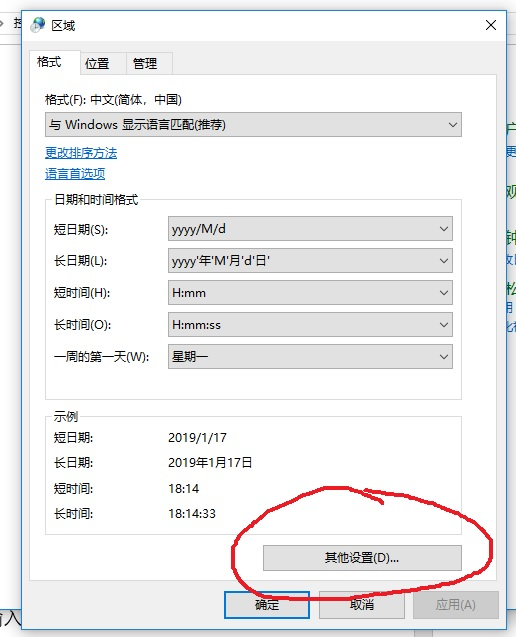 区域
格式 位置 管理
格式(F): 中文(简体，中国)
与 Windows 显示语言匹配(推荐)
更改排序方法
语言首选项
日期和时间格式
短日期(S): yyyy/M/d
长日期(L): yyyy'年'M'月'd'日'
短时间(H): H:mm
长时间(O): H:mm:ss
一周的第一天(W): 星期一
示例
短日期: 2019/1/17
长日期: 2019年1月17日
短时间: 18:14
长时间: 18:14:33
其他设置(D)...
确定 取消 应用(A)